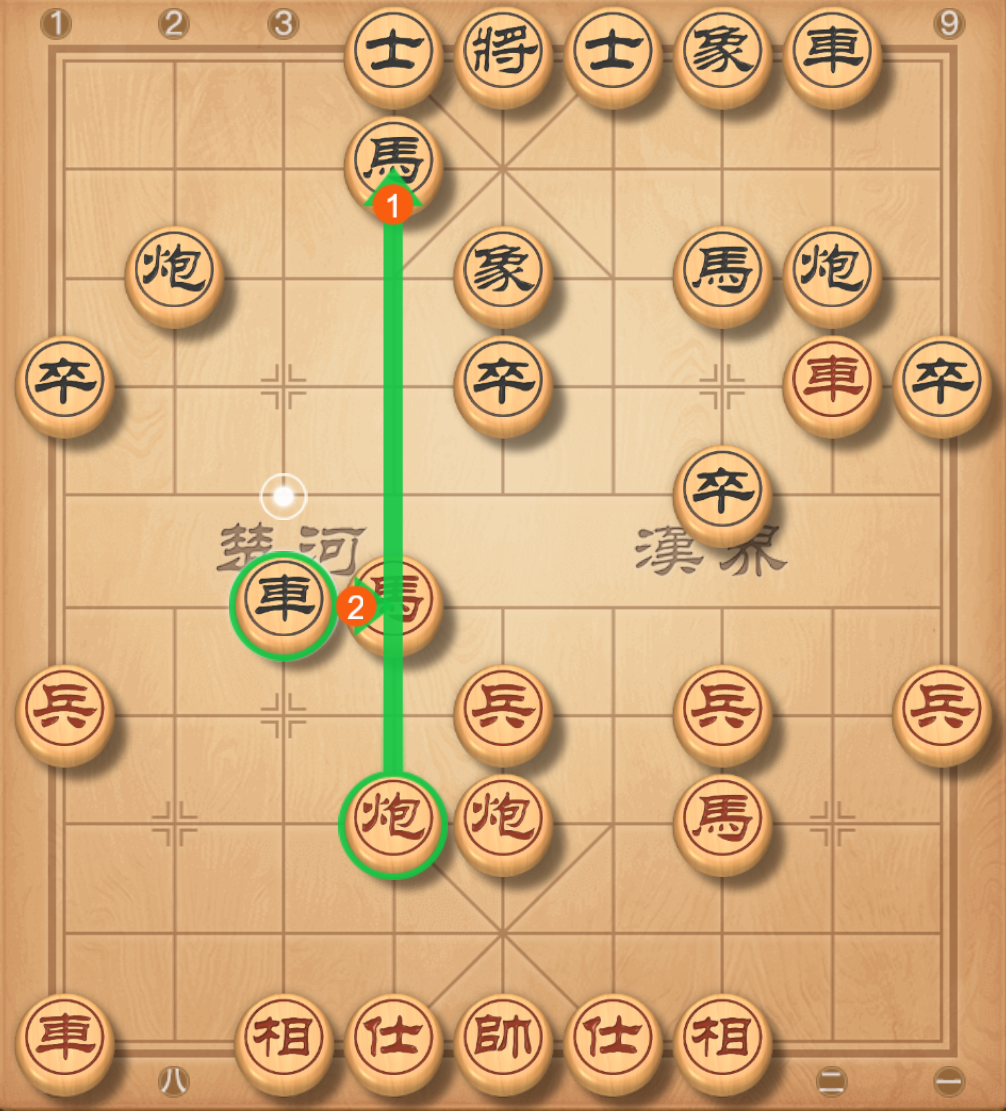 1 2 3 9
士 將 士 象 車
馬
1
炮 象 馬 炮
卒 卒 車 卒
卒
楚河 漢界
車 2 馬
兵 兵 兵 兵
炮 炮 馬
車 相 仕 帥 仕 相
八 二 一